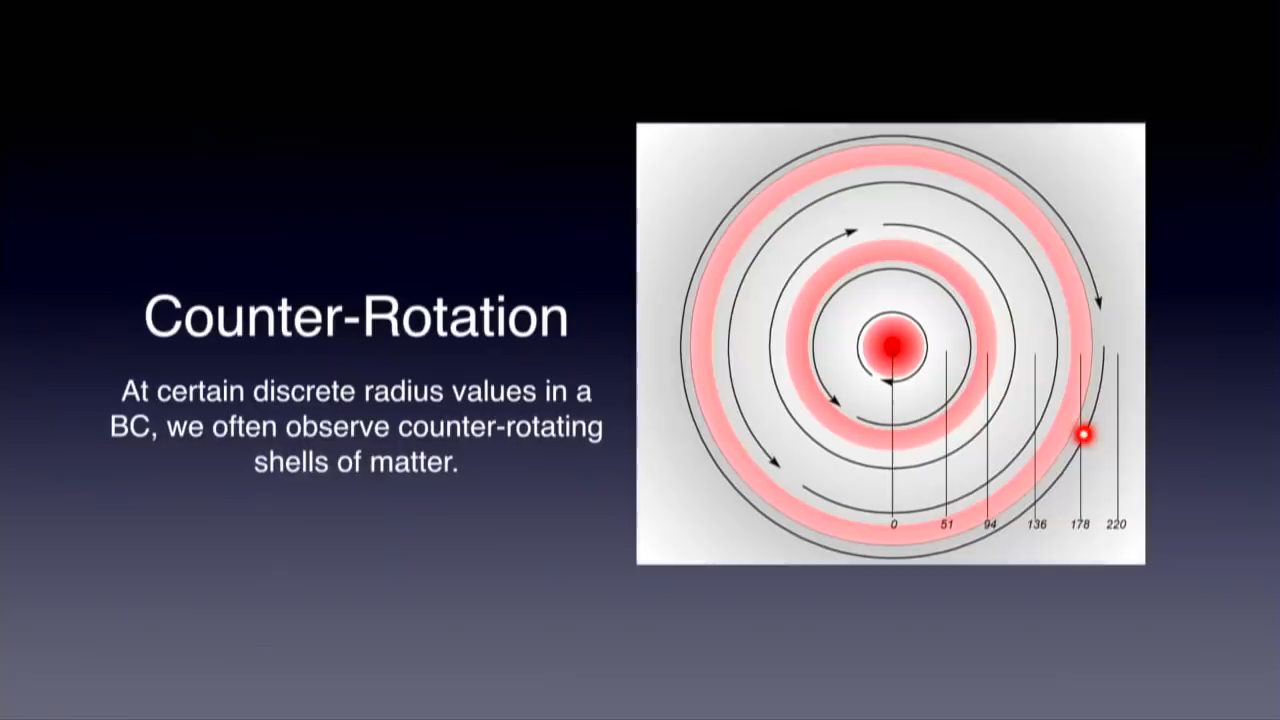 Counter-Rotation
At certain discrete radius values in a
BC, we often observe counter-rotating
shells of matter.
0 51 94 136 178 220